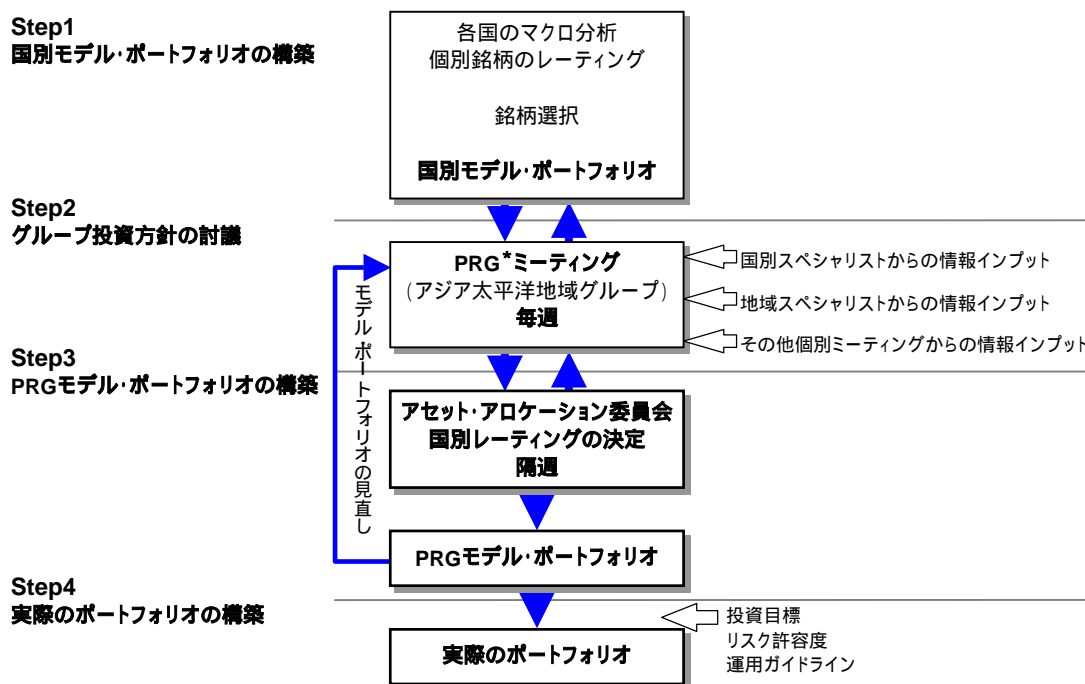 Step1
国別モデル・ポートフォリオの構築
各国のマクロ分析
個別銘柄のレーティング
銘柄選択
国別モデル・ポートフォリオ
Step2
グループ投資方針の討議
PRG*ミーティング
(アジア太平洋地域グループ)
毎週
国別スペシャリストからの情報インプット
地域スペシャリストからの情報インプット
その他個別ミーティングからの情報インプット
モデル・ポートフォリオの見直し
Step3
PRGモデル・ポートフォリオの構築
アセット・アロケーション委員会
国別レーティングの決定
隔週
PRGモデル・ポートフォリオ
Step4
実際のポートフォリオの構築
投資目標
リスク許容度
運用ガイドライン
実際のポートフォリオ